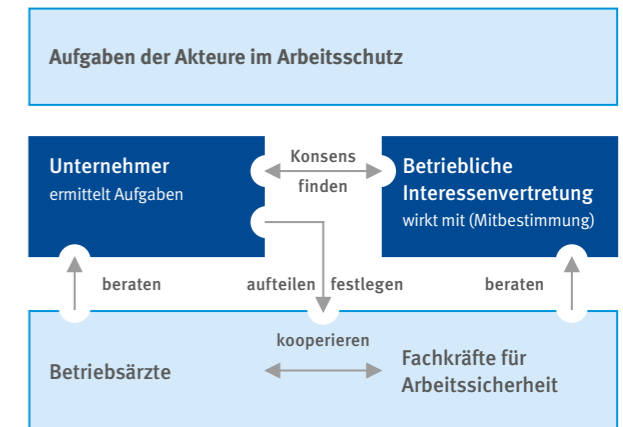 Aufgaben der Akteure im Arbeitsschutz
Unternehmer
ermittelt Aufgaben
Konsens
finden
Betriebliche
Interessenvertretung
wirkt mit (Mitbestimmung)
beraten
aufteilen
festlegen
beraten
Betriebsärzte
kooperieren
Fachkräfte für
Arbeitssicherheit